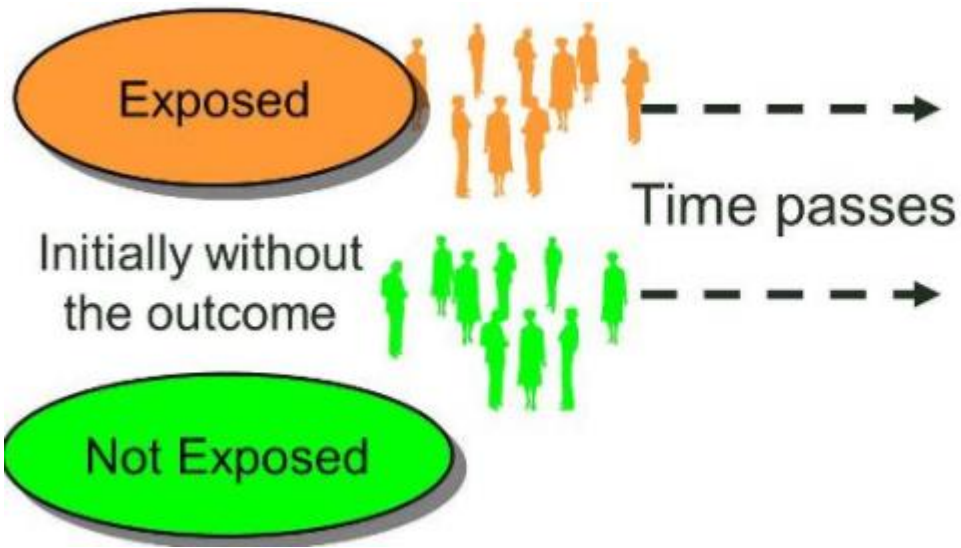 Exposed
Time passes
Initially without
the outcome
Not Exposed